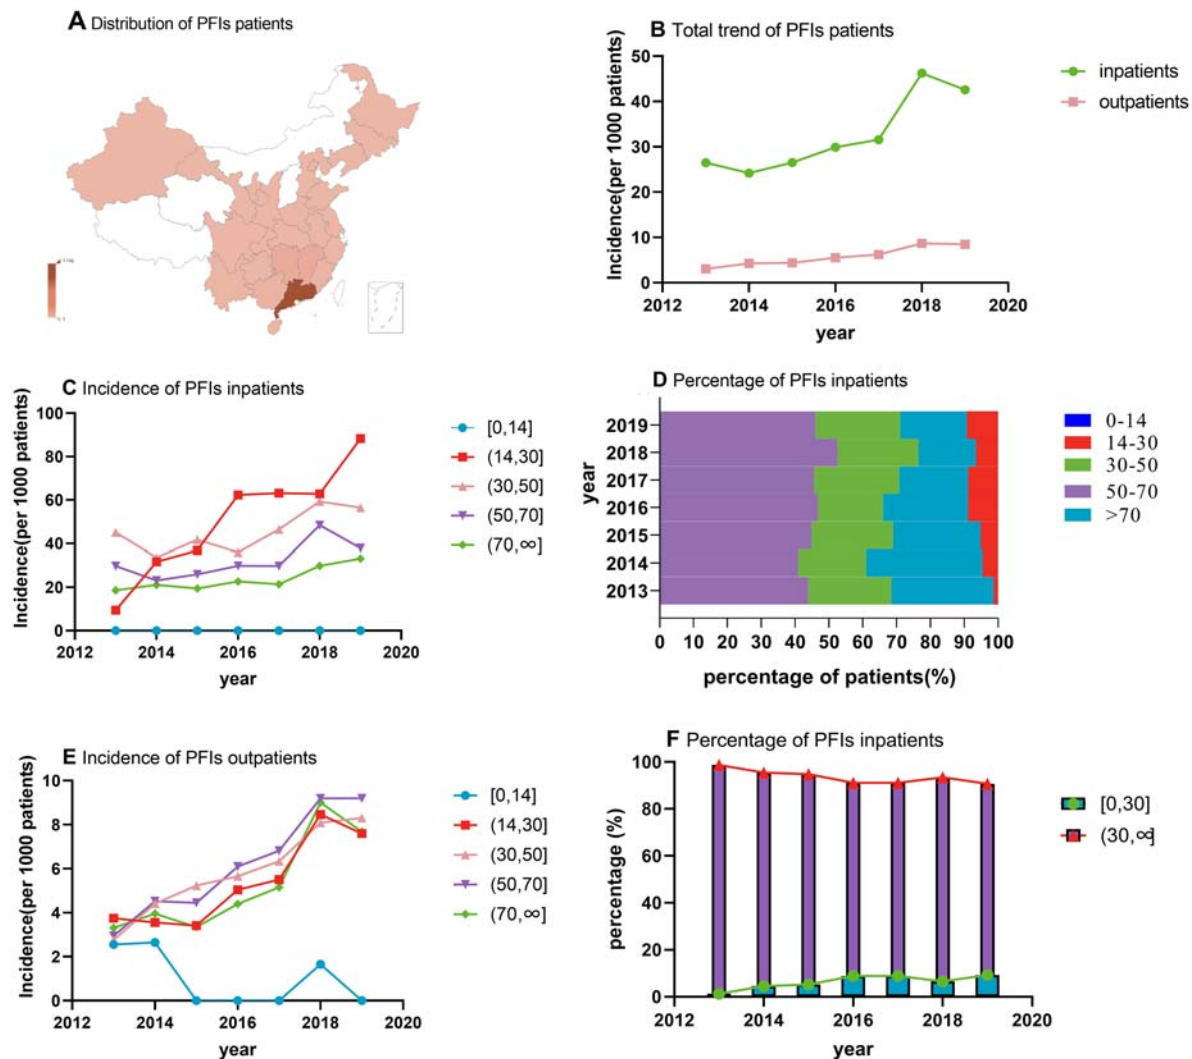 A Distribution of PFIs patients
B Total trend of PFIs patients
Incidence(per 1000 patients)
50
40
30
20
10
0
2012 2014 2016 2018 2020
year
inpatients
outpatients
C Incidence of PFIs inpatients
Incidence(per 1000 patients)
100
80
60
40
20
0
2012 2014 2016 2018 2020
year
[0,14]
(14,30]
(30,50]
(50,70]
(70,∞]
D Percentage of PFIs inpatients
year
2019
2018
2017
2016
2015
2014
2013
0 10 20 30 40 50 60 70 80 90 100
percentage of patients(%)
0-14
14-30
30-50
50-70
>70
E Incidence of PFIs outpatients
Incidence(per 1000 patients)
10
8
6
4
2
0
2012 2014 2016 2018 2020
year
[0,14]
(14,30]
(30,50]
(50,70]
(70,∞]
F Percentage of PFIs inpatients
percentage (%)
100
80
60
40
20
0
2012 2014 2016 2018 2020
year
[0,30]
(30,∞]